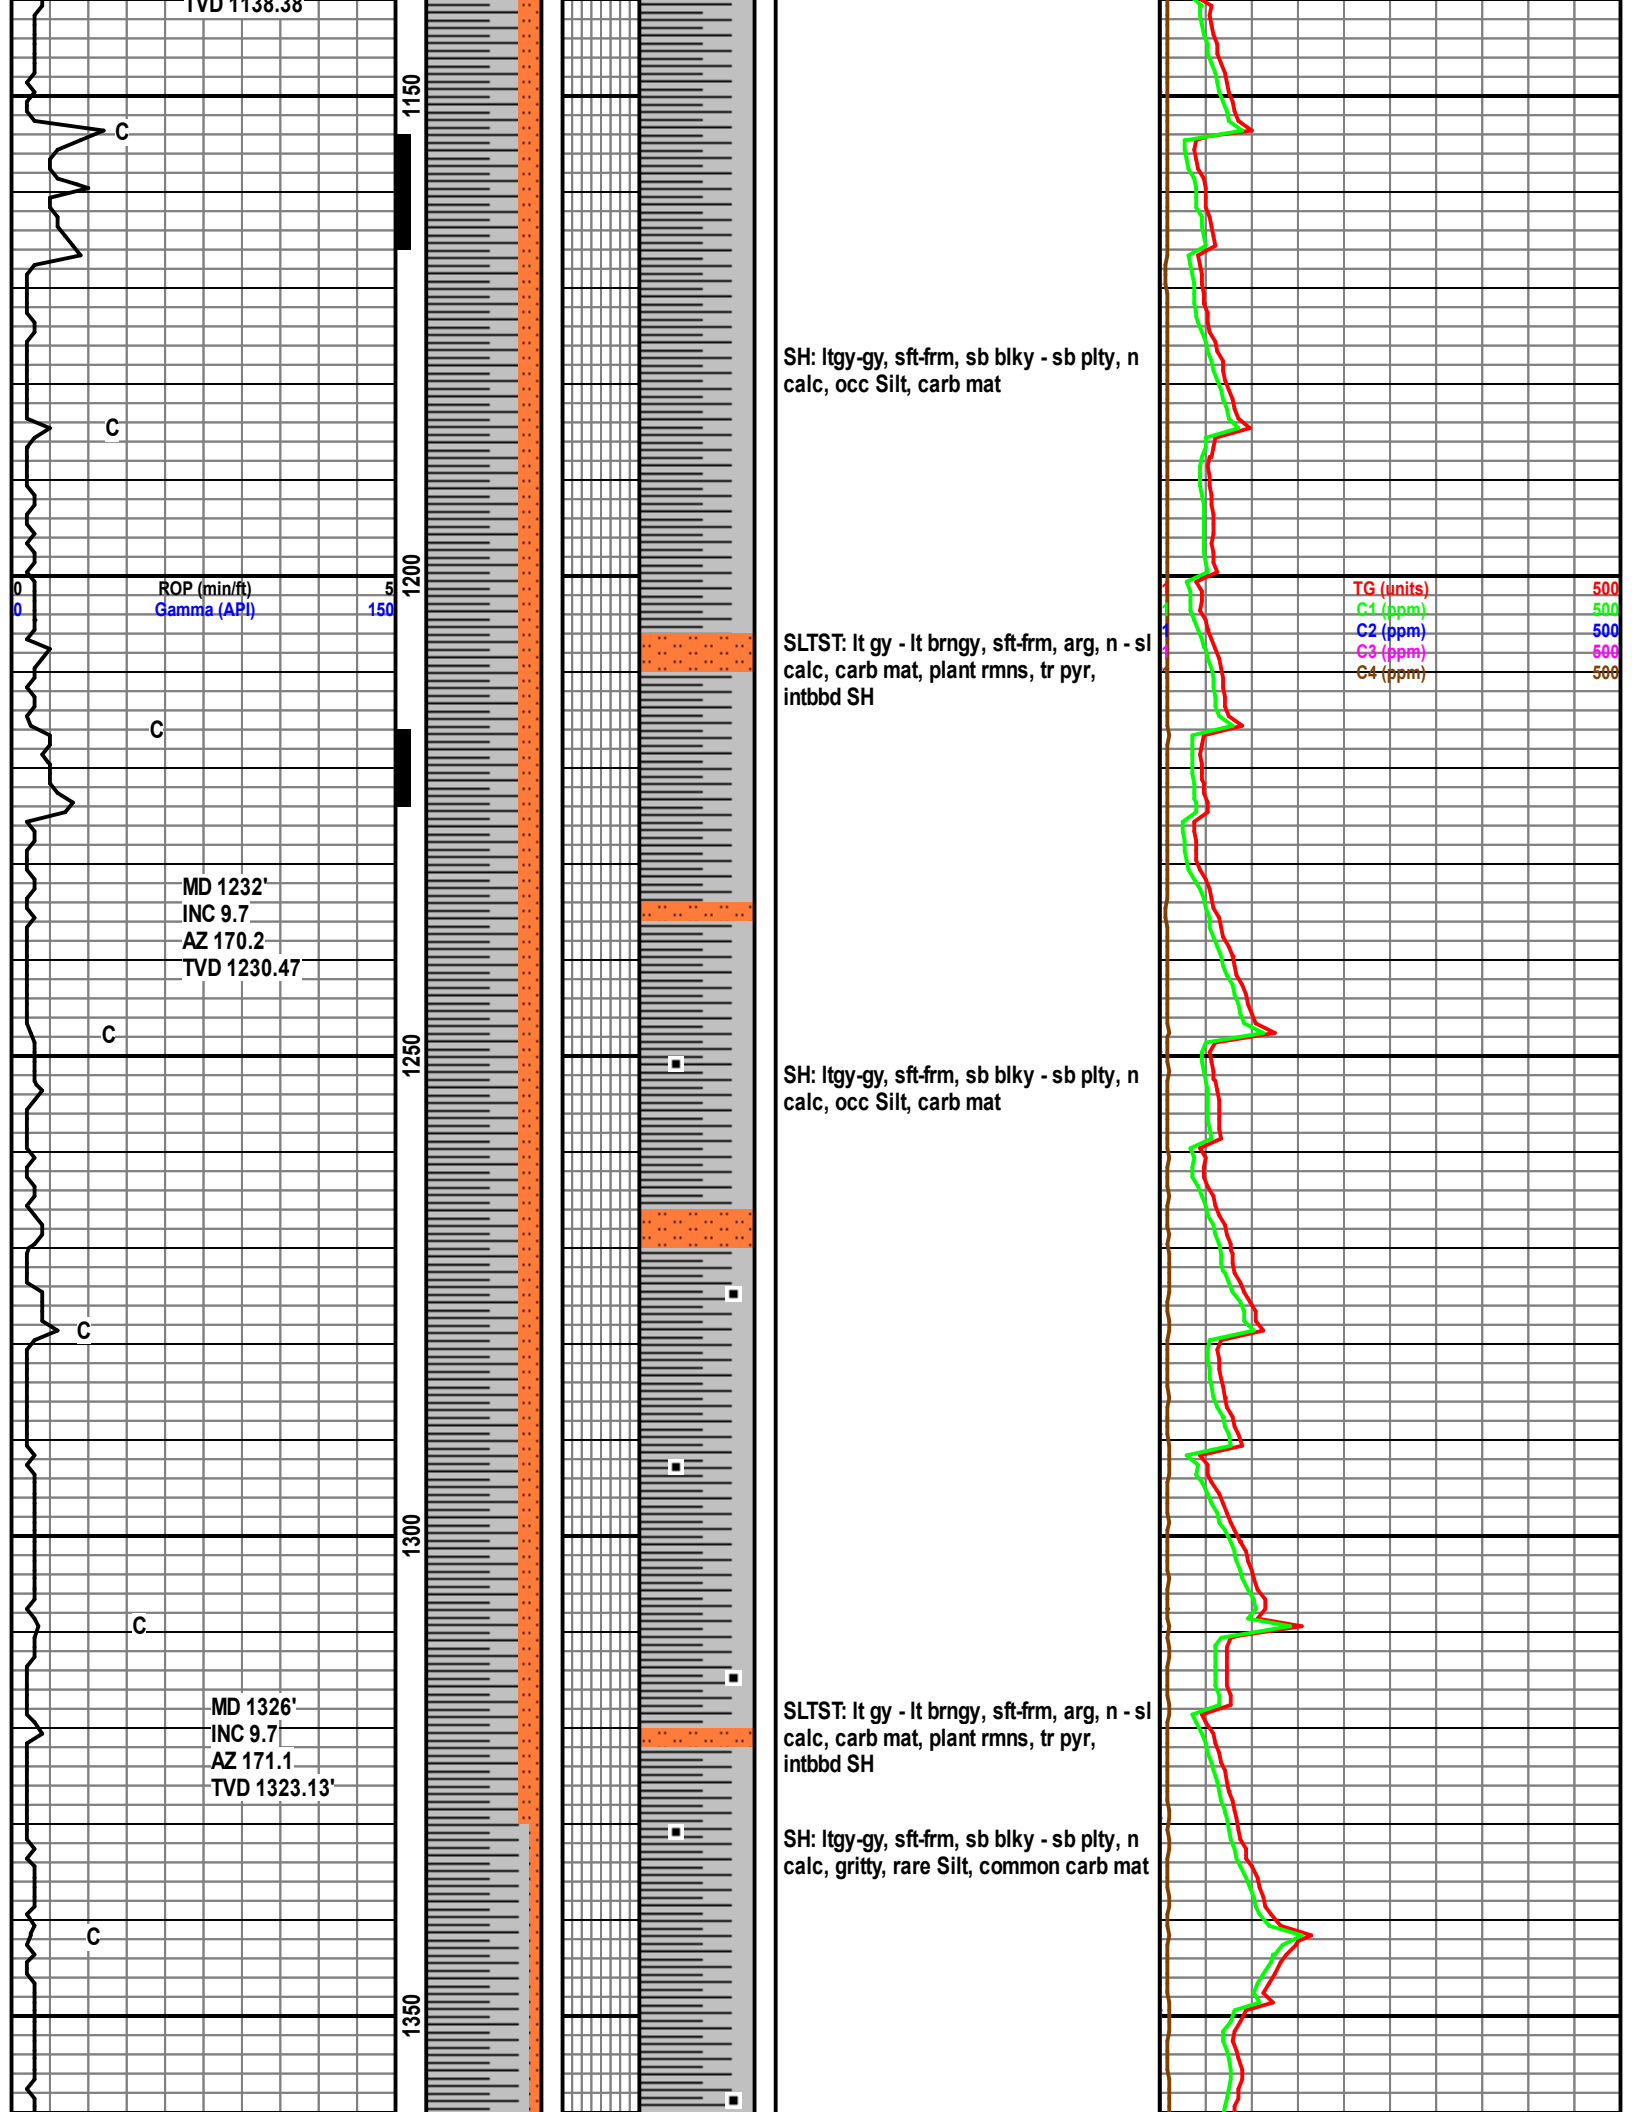 TVD 1138.38
1150
C
SH: ltgy-gy, sft-frm, sb blky - sb plty, n
calc, occ Silt, carb mat
C
1200
0 ROP (min/ft) 5
0 Gamma (API) 150
1 TG (units) 500
1 C1 (ppm) 500
1 C2 (ppm) 500
1 C3 (ppm) 500
1 C4 (ppm) 500
SLTST: lt gy - lt brngy, sft-frm, arg, n - sl
calc, carb mat, plant rmns, tr pyr,
intbbd SH
C
MD 1232'
INC 9.7
AZ 170.2
TVD 1230.47
C
1250
SH: ltgy-gy, sft-frm, sb blky - sb plty, n
calc, occ Silt, carb mat
C
1300
C
MD 1326'
INC 9.7
AZ 171.1
TVD 1323.13'
SLTST: lt gy - lt brngy, sft-frm, arg, n - sl
calc, carb mat, plant rmns, tr pyr,
intbbd SH
SH: ltgy-gy, sft-frm, sb blky - sb plty, n
calc, gritty, rare Silt, common carb mat
C
1350